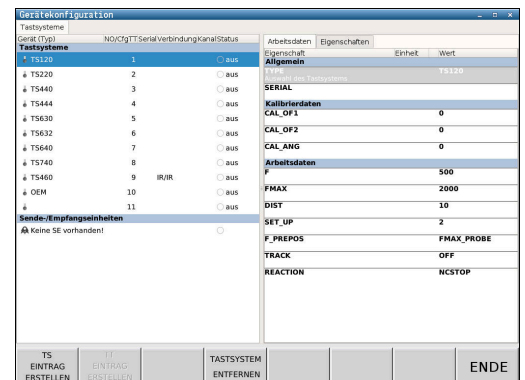 Gerätekonfiguration
Tastsysteme
Gerät (Typ) NO/CfgTT: Serial Verbindung Kanal Status
Tastsysteme
TS120 1 aus
TS220 2 aus
TS440 3 aus
TS444 4 aus
TS630 5 aus
TS632 6 aus
TS640 7 aus
TS740 8 aus
TS460 9 IR/IR aus
OEM 10 aus
11 aus
Sende-/Empfangseinheiten
Keine SE vorhanden!
Arbeitsdaten Eigenschaften
Eigenschaft Einheit Wert
Allgemein
TYPE TS120
Auswahl des Tastsystems
SERIAL
Kalibrierdaten
CAL_OF1 0
CAL_OF2 0
CAL_ANG 0
Arbeitsdaten
F 500
FMAX 2000
DIST 10
SET_UP 2
F_PREPOS FMAX_PROBE
TRACK OFF
REACTION NCSTOP
TS EINTRAG ERSTELLEN
TT EINTRAG ERSTELLEN
TASTSYSTEM ENTFERNEN
ENDE